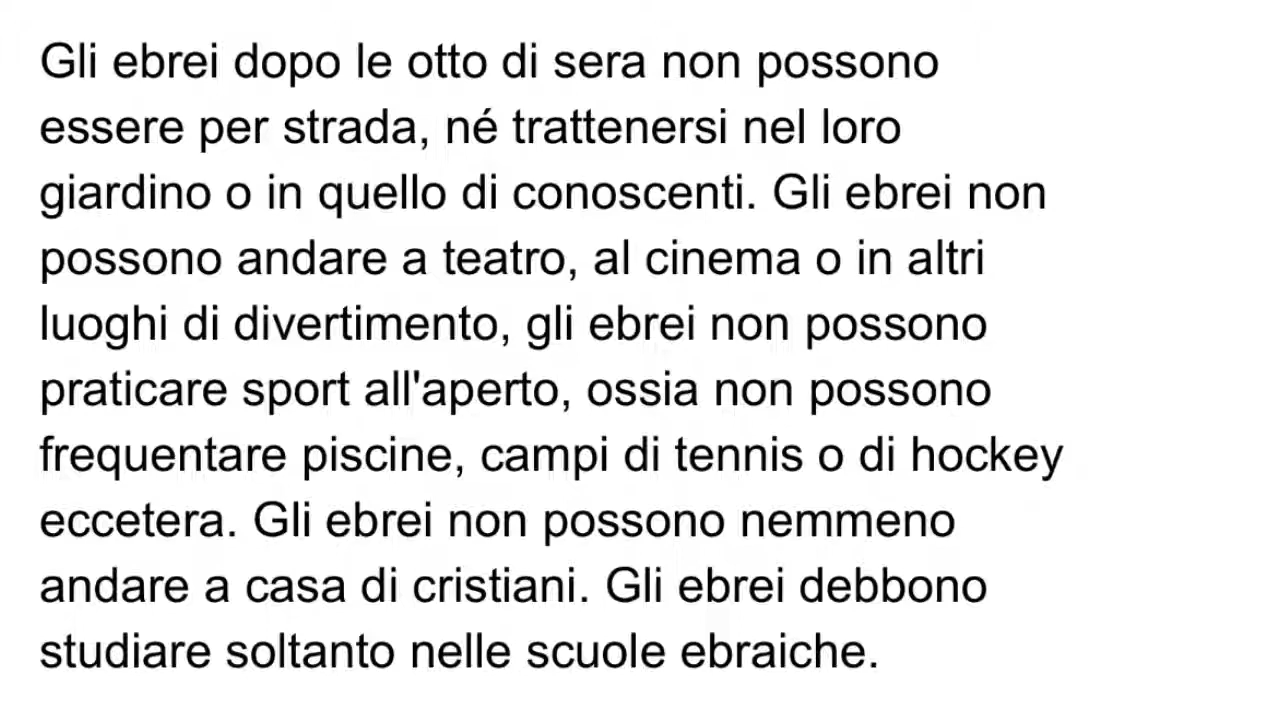 Gli ebrei dopo le otto di sera non possono
essere per strada, né trattenersi nel loro
giardino o in quello di conoscenti. Gli ebrei non
possono andare a teatro, al cinema o in altri
luoghi di divertimento, gli ebrei non possono
praticare sport all'aperto, ossia non possono
frequentare piscine, campi di tennis o di hockey
eccetera. Gli ebrei non possono nemmeno
andare a casa di cristiani. Gli ebrei debbono
studiare soltanto nelle scuole ebraiche.